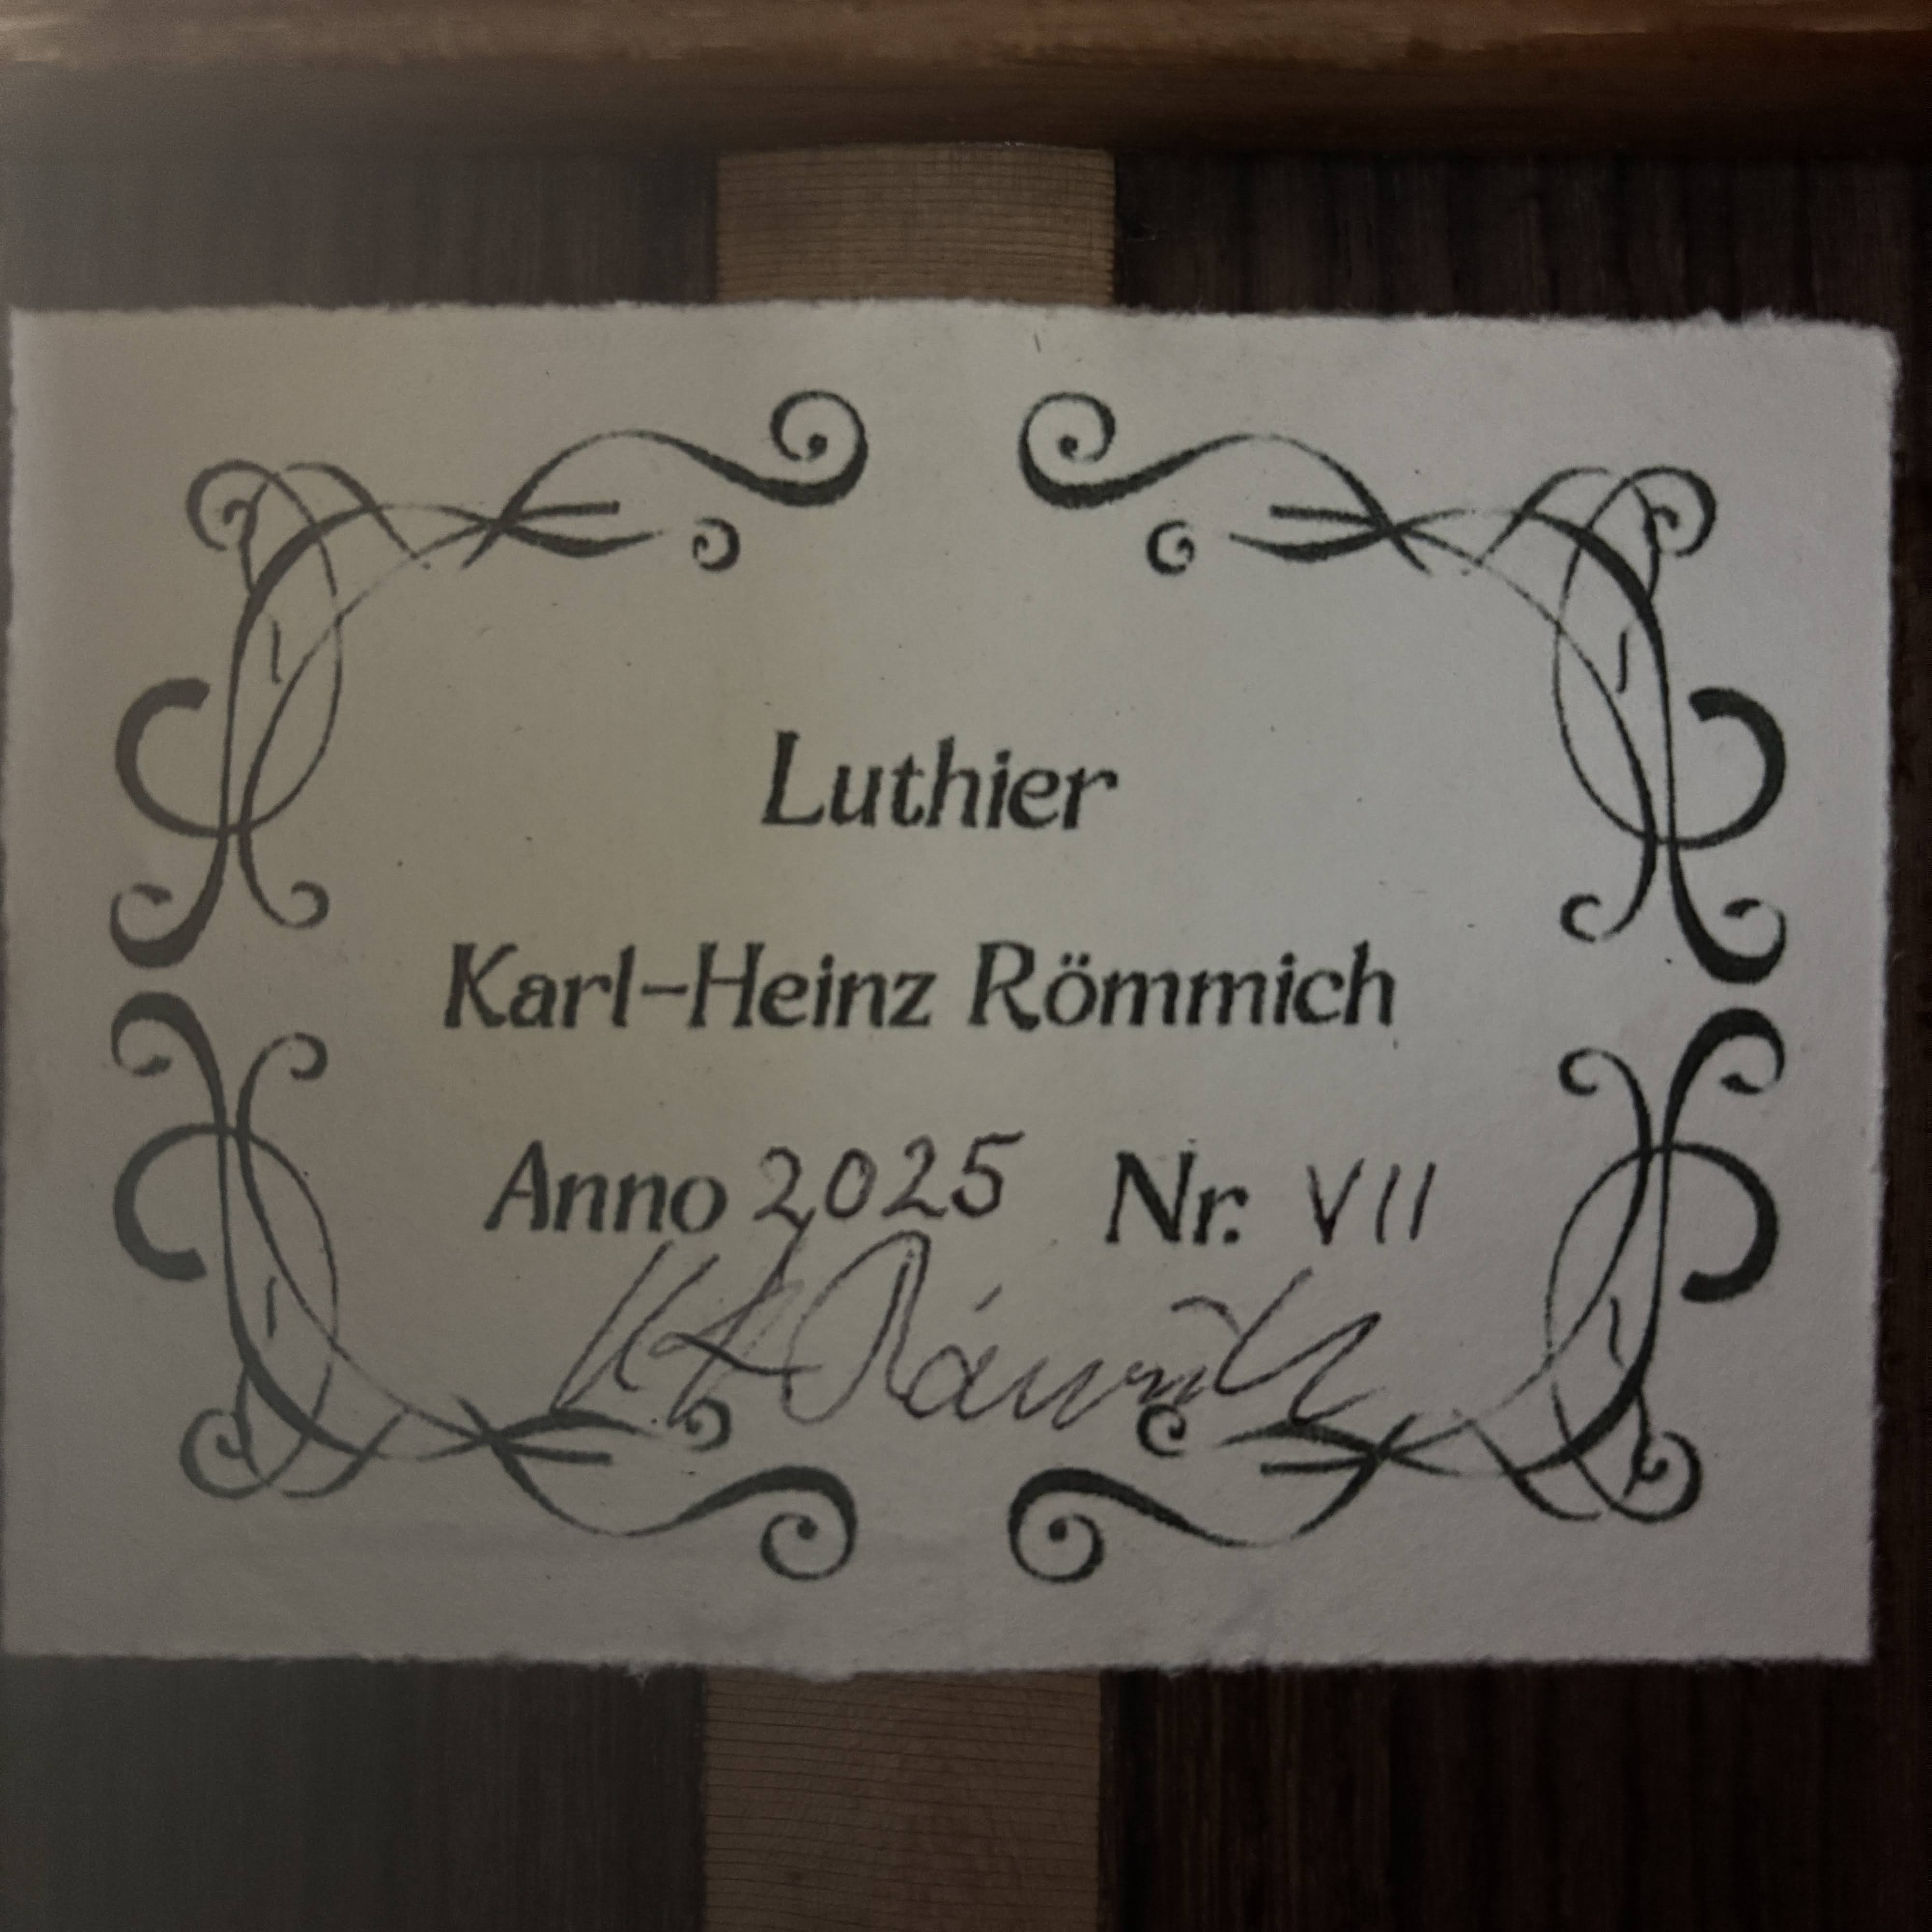 Luthier
Karl-Heinz Römmich
Anno 2025 Nr. VII